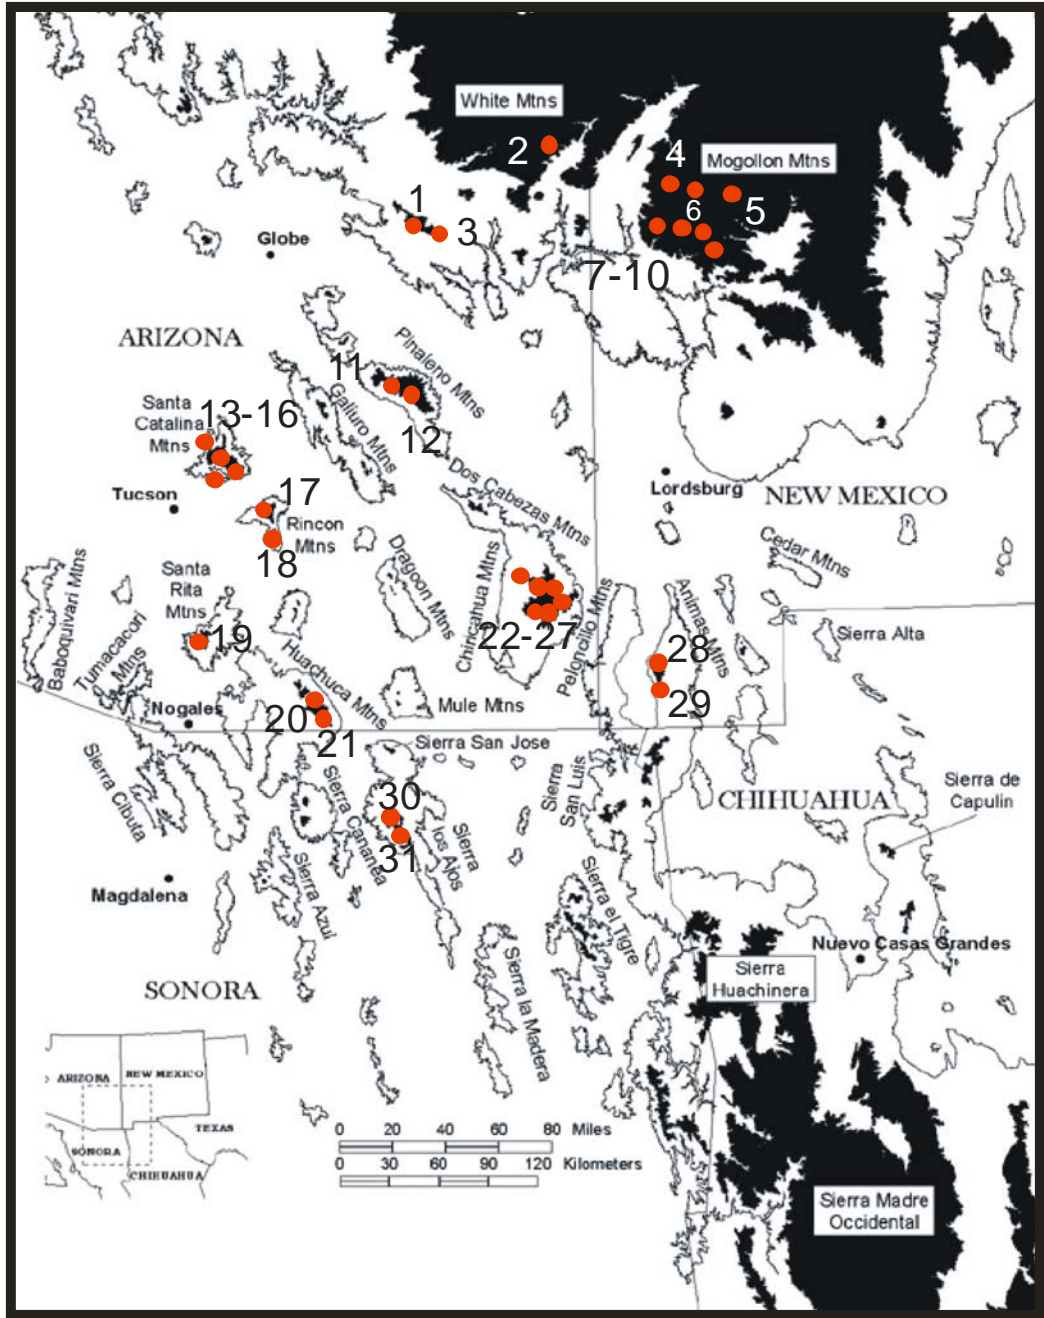 White Mtns
2
4
Mogollon Mtns
1
6
5
3
Globe
7-10
ARIZONA
Pinaleno Mtns
11
Galiuro Mtns
Santa
Catalina
Mtns
13-16
12
Dos Cabezas Mtns
Tucson
17
Lordsburg
NEW MEXICO
Rincon
Mtns
18
Dragoon Mtns
Chiricahua Mtns
Cedar Mtns
Baboquivari Mtns
Santa
Rita
Mtns
Tumacacori
Mtns
19
22-27
Peloncillo Mtns
Animas Mtns
28
Sierra Alta
29
Huachuca Mtns
Nogales
20
21
Mule Mtns
Sierra San Jose
Sierra Cibuta
Sierra Cananea
30
31
Sierra
los Ajos
Sierra
San Luis
CHIHUAHUA
Sierra de
Capulin
Magdalena
Sierra Azul
Sierra el Tigre
Nuevo Casas Grandes
Sierra
Huachinera
SONORA
Sierra la Madera
ARIZONA
NEW MEXICO
TEXAS
SONORA
CHIHUAHUA
0 20 40 60 80 Miles
0 30 60 90 120 Kilometers
Sierra Madre
Occidental